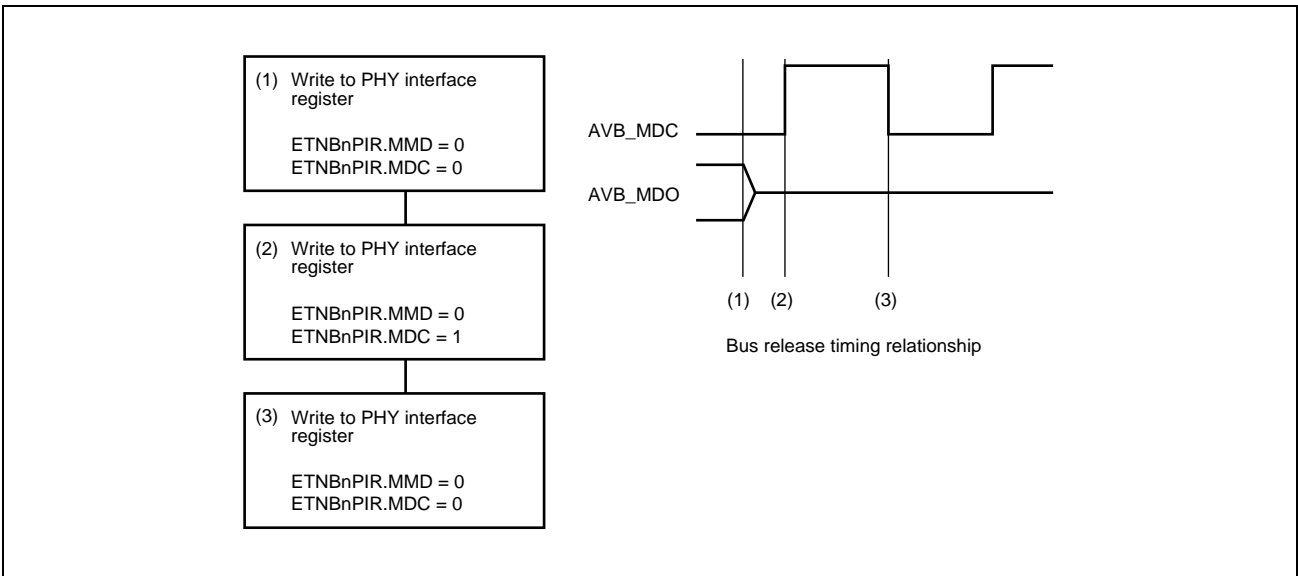 (1) Write to PHY interface
register
ETNBnPIR.MMD = 0
ETNBnPIR.MDC = 0
(2) Write to PHY interface
register
ETNBnPIR.MMD = 0
ETNBnPIR.MDC = 1
(3) Write to PHY interface
register
ETNBnPIR.MMD = 0
ETNBnPIR.MDC = 0
AVB_MDC
AVB_MDO
(1) (2) (3)
Bus release timing relationship